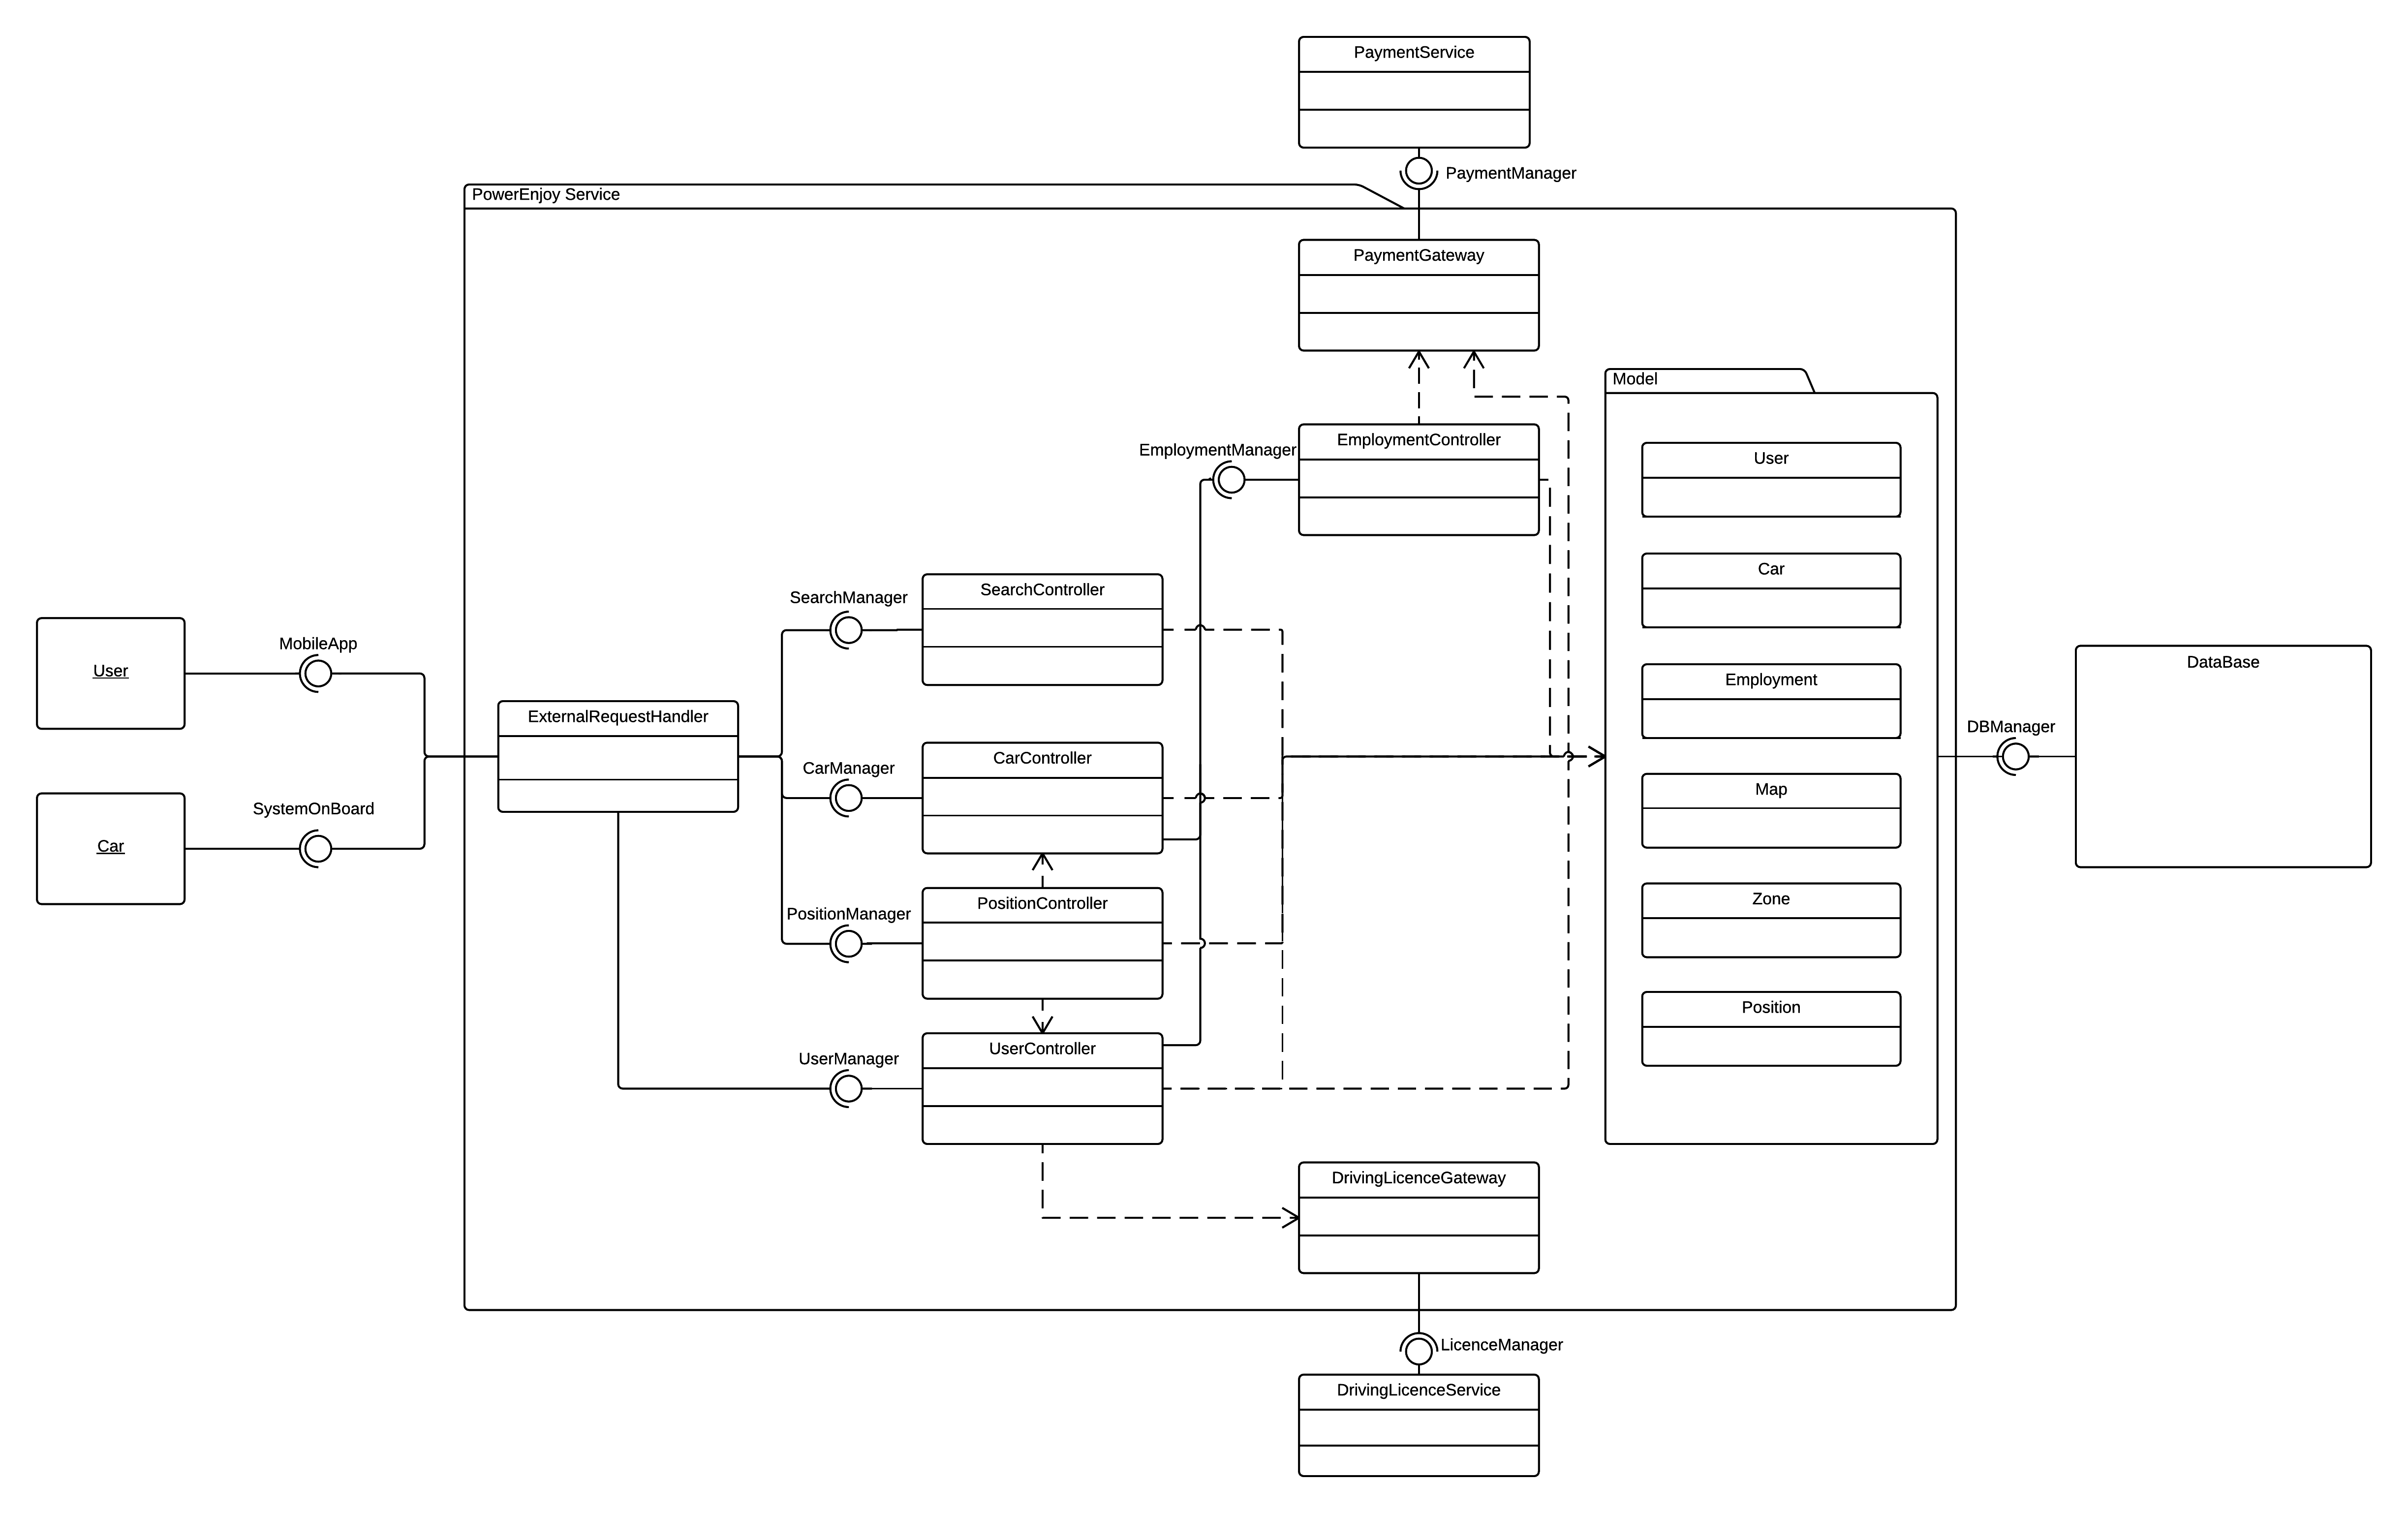 PaymentService
PaymentManager
PowerEnjoy Service
PaymentGateway
Model
EmploymentController
EmploymentManager
User
Car
SearchController
SearchManager
MobileApp
User
DataBase
Employment
ExternalRequestHandler
DBManager
CarController
CarManager
Map
SystemOnBoard
Car
Zone
PositionController
PositionManager
Position
UserController
UserManager
DrivingLicenceGateway
LicenceManager
DrivingLicenceService